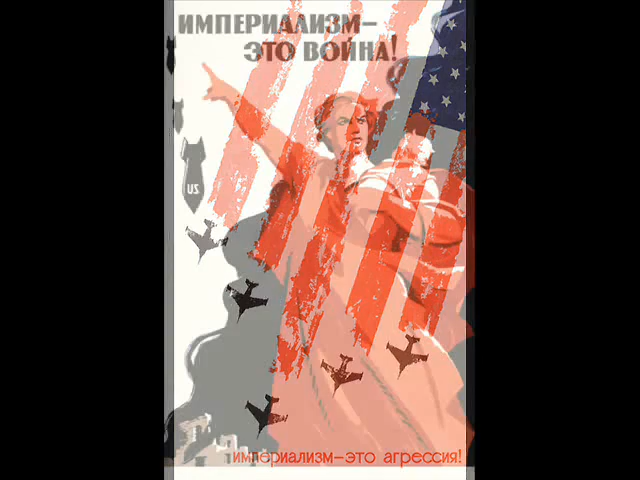 ИМПЕРИАЛИЗМ–
ЭТО ВОЙНА!
US
империализм–это агрессия!